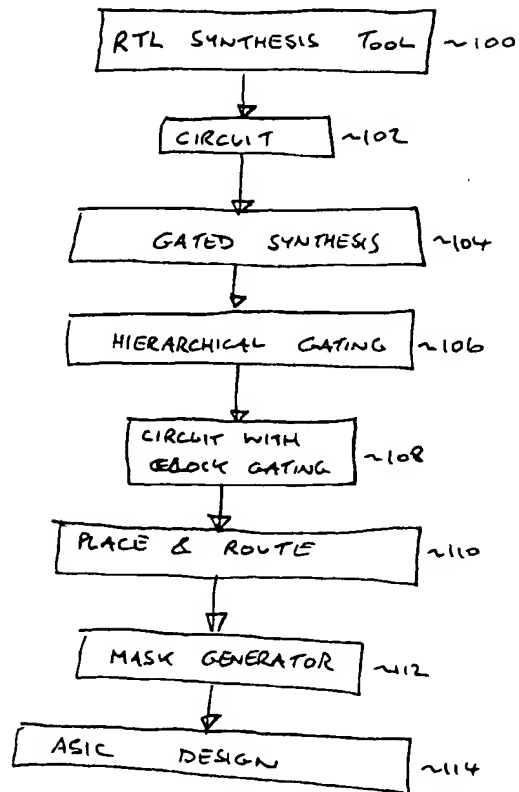 RTL SYNTHESIS TOOL ~100
CIRCUIT ~102
GATED SYNTHESIS ~104
HIERARCHICAL GATING ~106
CIRCUIT WITH
CLOCK GATING ~108
PLACE & ROUTE ~110
MASK GENERATOR ~112
ASIC DESIGN ~114